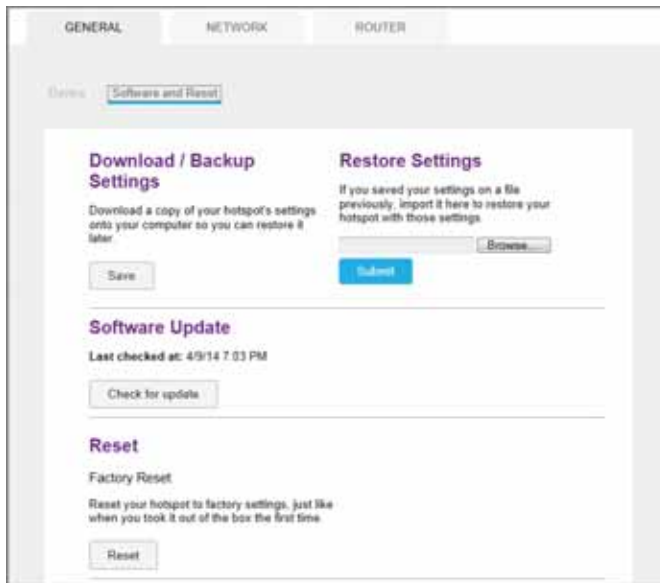 GENERAL NETWORK ROUTER
Device Software and Reset
Download / Backup
Settings
Download a copy of your hotspot's settings
onto your computer so you can restore it
later.
Save
Restore Settings
If you saved your settings on a file
previously, import it here to restore your
hotspot with those settings.
Browse...
Submit
Software Update
Last checked at: 4/9/14 7:03 PM
Check for update
Reset
Factory Reset
Reset your hotspot to factory settings, just like
when you took it out of the box the first time.
Reset